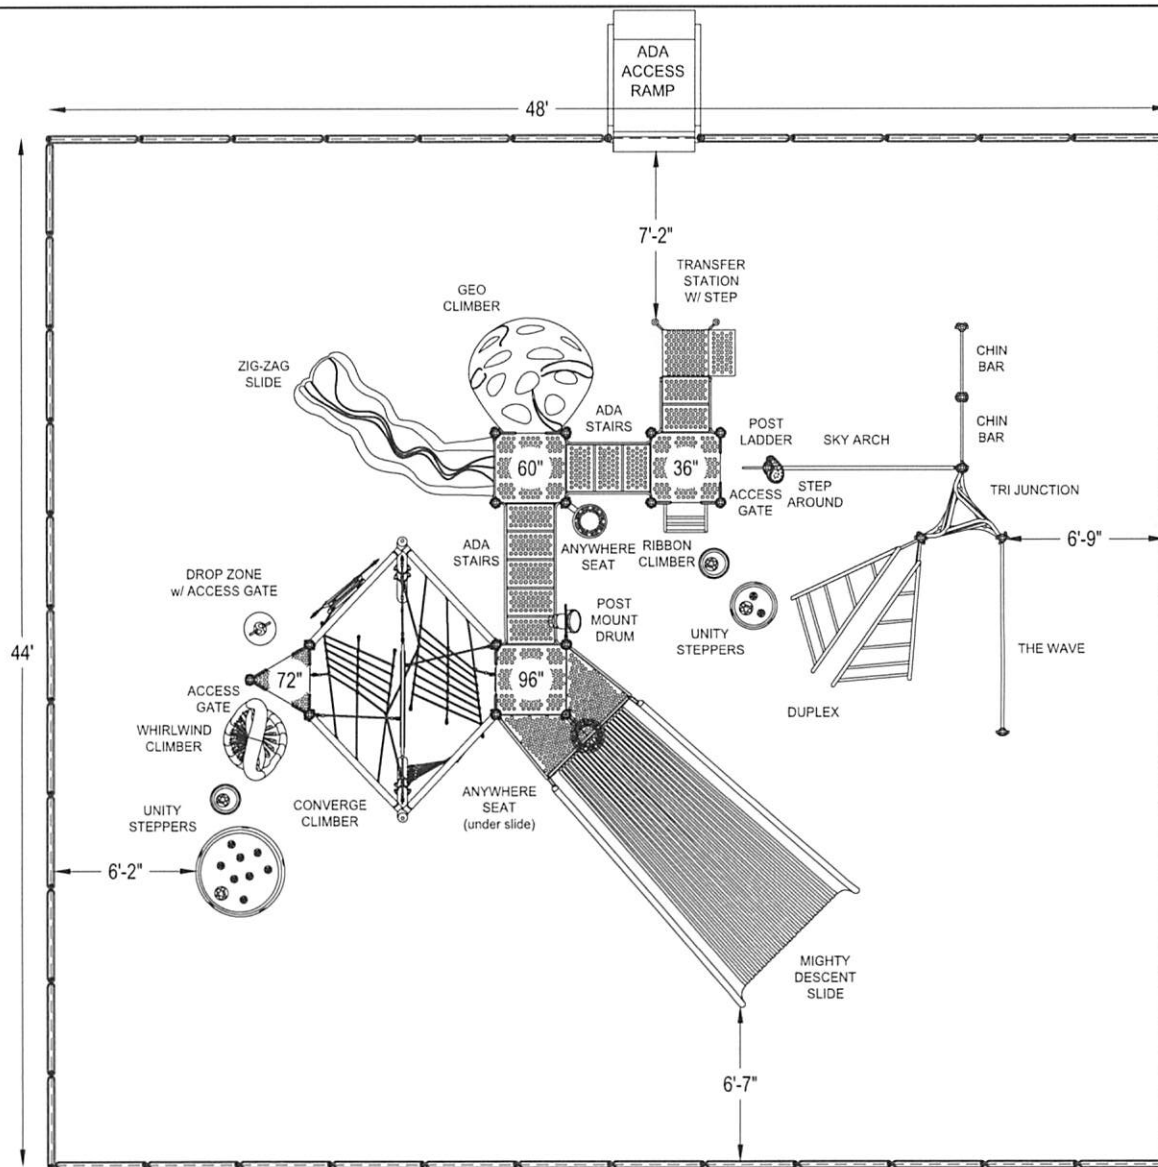 ADA
ACCESS
RAMP
48'
7'-2"
TRANSFER
STATION
W/ STEP
GEO
CLIMBER
ZIG-ZAG
SLIDE
CHIN
BAR
CHIN
BAR
ADA
STAIRS
POST
LADDER
SKY ARCH
60"
36"
ACCESS
GATE
STEP
AROUND
TRI JUNCTION
6'-9"
ADA
STAIRS
ANYWHERE
SEAT
RIBBON
CLIMBER
DROP ZONE
w/ ACCESS GATE
POST
MOUNT
DRUM
UNITY
STEPPERS
THE WAVE
44'
72"
96"
ACCESS
GATE
WHIRLWIND
CLIMBER
DUPLEX
UNITY
STEPPERS
CONVERGE
CLIMBER
ANYWHERE
SEAT
(under slide)
6'-2"
MIGHTY
DESCENT
SLIDE
6'-7"